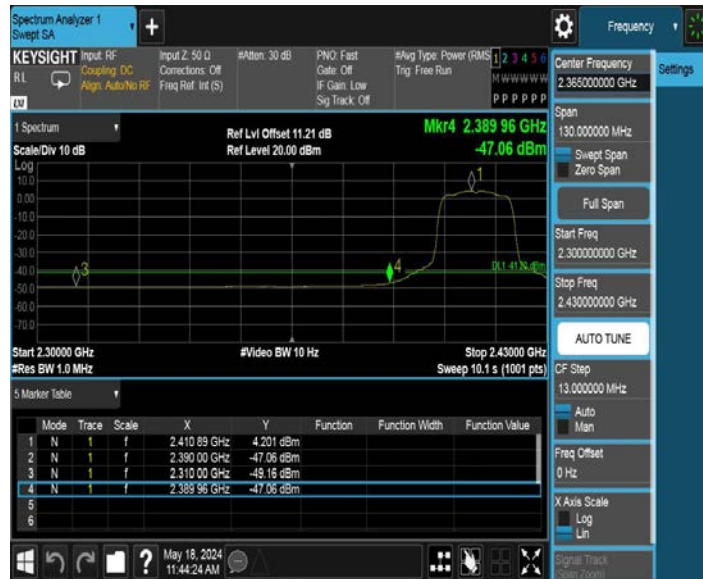 Spectrum Analyzer 1
Swept SA
+
Frequency
KEYSIGHT
RL
LXI
Input: RF
Coupling: DC
Align: Auto/No RF
Input Z: 50 Ω
Corrections: Off
Freq Ref: Int (S)
#Atten: 30 dB
PNO: Fast
Gate: Off
IF Gain: Low
Sig Track: Off
#Avg Type: Power (RMS
Trig: Free Run
1 2 3 4 5 6
M W W W W W
P P P P P P
Center Frequency
2.365000000 GHz
Settings
Span
130.000000 MHz
Swept Span
Zero Span
Full Span
Start Freq
2.300000000 GHz
Stop Freq
2.430000000 GHz
AUTO TUNE
CF Step
13.000000 MHz
Auto
Man
Freq Offset
0 Hz
X Axis Scale
Log
Lin
Signal Track
(Span Zoom)
1 Spectrum
Scale/Div 10 dB
Log
Ref Lvl Offset 11.21 dB
Ref Level 20.00 dBm
Mkr4 2.389 96 GHz
-47.06 dBm
10.0
0.00
-10.0
-20.0
-30.0
-40.0
-50.0
-60.0
-70.0
1
3
4
Start 2.30000 GHz
#Res BW 1.0 MHz
#Video BW 10 Hz
Stop 2.43000 GHz
Sweep 10.1 s (1001 pts)
5 Marker Table
Mode Trace Scale X Y Function Function Width Function Value
1 N 1 f 2.410 89 GHz 4.201 dBm
2 N 1 f 2.390 00 GHz -47.06 dBm
3 N 1 f 2.310 00 GHz -49.16 dBm
4 N 1 f 2.389 96 GHz -47.06 dBm
5
6
?
May 18, 2024
11:44:24 AM